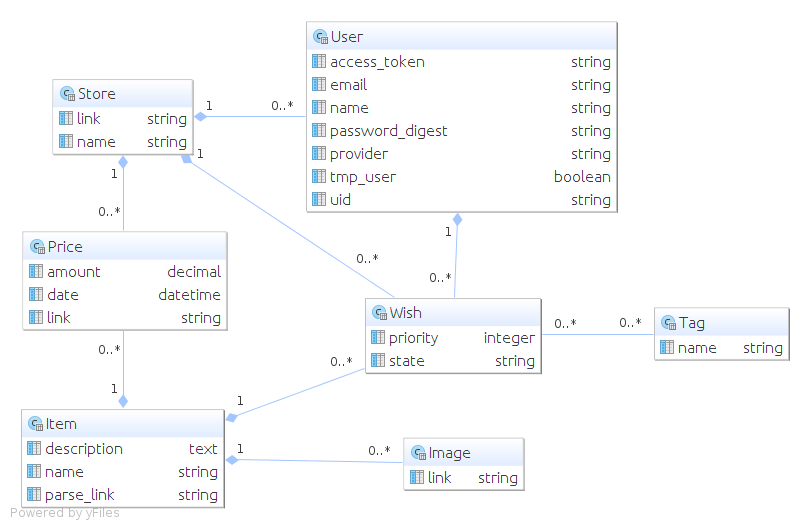 User
access_token string
email string
name string
password_digest string
provider string
tmp_user boolean
uid string
Store
link string
name string
1 0..*
1
1
0..*
Price
amount decimal
date datetime
link string
0..*
1
0..*
1
0..*
Wish
priority integer
state string
0..* 0..*
Tag
name string
0..*
1
Item
description text
name string
parse_link string
1 0..*
Image
link string
Powered by yFiles